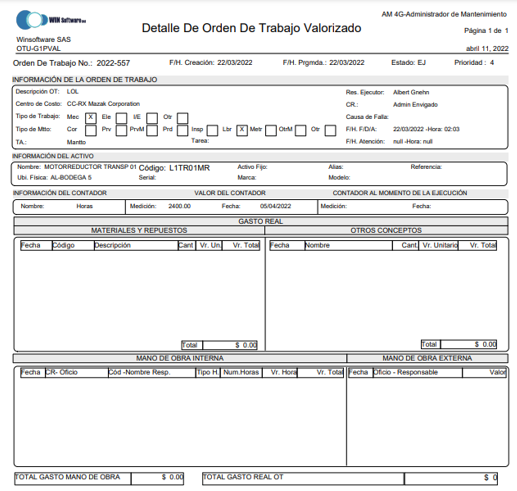 WIN Software SAS
AM 4G-Administrador de Mantenimiento
Detalle De Orden De Trabajo Valorizado
Página 1 de 1
Winsoftware SAS
OTU-G1PVAL
abril 11, 2022
Orden De Trabajo No.: 2022-557 F/H. Creación: 22/03/2022 F/H. Prgmda.: 22/03/2022 Estado: EJ Prioridad : 4
INFORMACIÓN DE LA ORDEN DE TRABAJO
Descripción OT: LOL Res. Ejecutor: Albert Gnehn
Centro de Costo: CC-RX Mazak Corporation CR.: Admin Envigado
Tipo de Trabajo: Mec X Ele I/E Otr Causa de Falla:
Tipo de Mtto: Cor Prv PrvM Prd Insp Lbr X Metr OtrM Otr F/H. F/D/A: 22/03/2022 -Hora: 02:03
TA.: Mantto Tarea: F/H. Atención: null -Hora: null
INFORMACIÓN DEL ACTIVO
Nombre: MOTORREDUCTOR TRANSP 01 Código: L1TR01MR Activo Fijo: Alias: Referencia:
Ubi. Física: AL-BODEGA 5 Serial: Marca: Modelo:
INFORMACIÓN DEL CONTADOR VALOR DEL CONTADOR CONTADOR AL MOMENTO DE LA EJECUCIÓN
Nombre: Horas Medición: 2400.00 Fecha: 05/04/2022 Medición: Fecha:
GASTO REAL
MATERIALES Y REPUESTOS OTROS CONCEPTOS
Fecha Código Descripción Cant Vr. Un. Vr. Total Fecha Nombre Cant. Vr. Unitario Vr. Total
Total $ 0.00 Total $ 0.00
MANO DE OBRA INTERNA MANO DE OBRA EXTERNA
Fecha CR- Oficio Cód -Nombre Resp. Tipo H. Num.Horas Vr. Hora Vr. Total Fecha Oficio - Responsable Valor
TOTAL GASTO MANO DE OBRA $ 0.00 TOTAL GASTO REAL OT $ 0